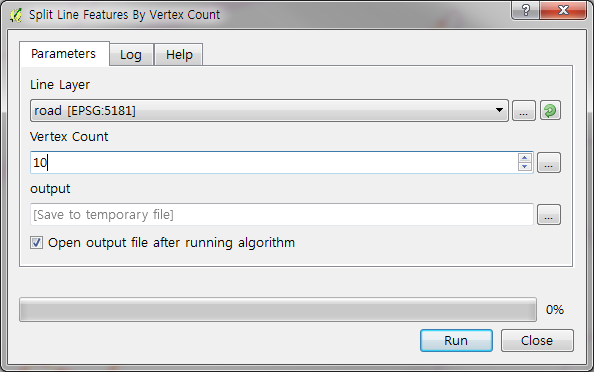 Split Line Features By Vertex Count
Parameters Log Help
Line Layer
road [EPSG:5181] ...
Vertex Count
10 ...
output
[Save to temporary file] ...
Open output file after running algorithm
0%
Run Close